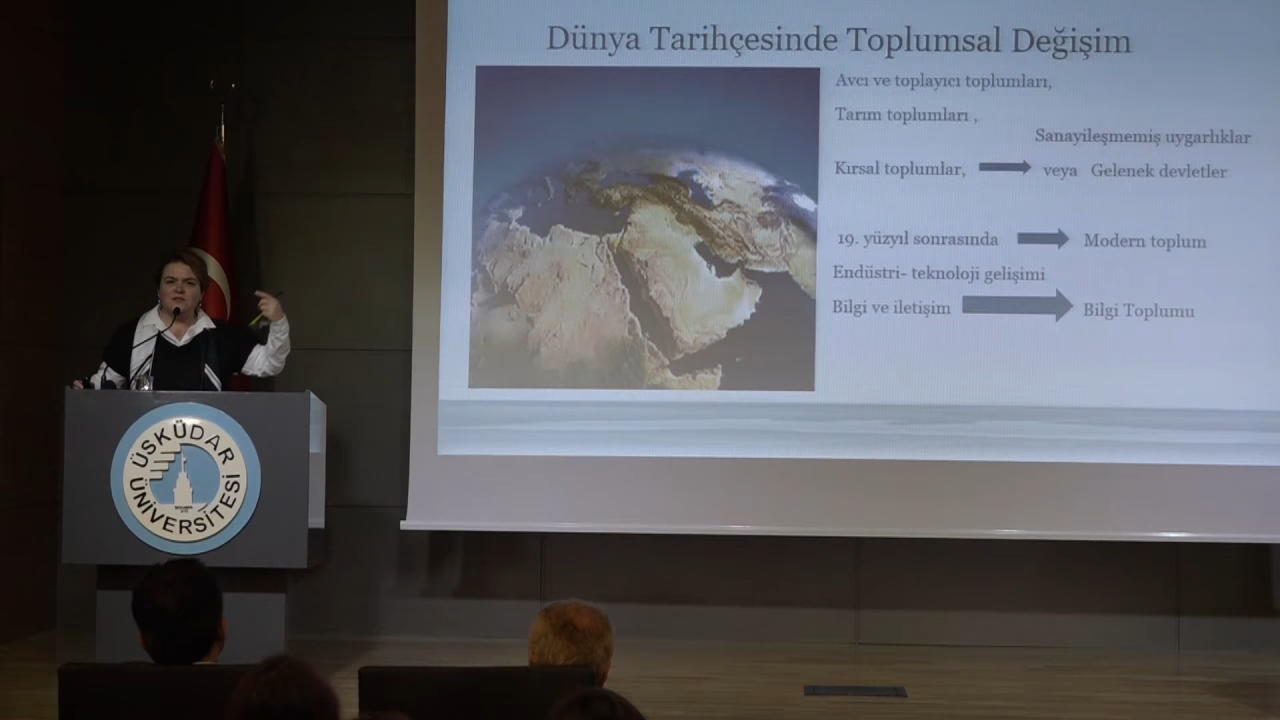 Dünya Tarihçesinde Toplumsal Değişim
Avcı ve toplayıcı toplumları,
Tarım toplumları ,
Sanayileşmemiş uygarlıklar
Kırsal toplumlar, veya Gelenek devletler
19. yüzyıl sonrasında Modern toplum
Endüstri- teknoloji gelişimi
Bilgi ve iletişim Bilgi Toplumu
ÜSKÜDAR
ÜNİVERSİTESİ